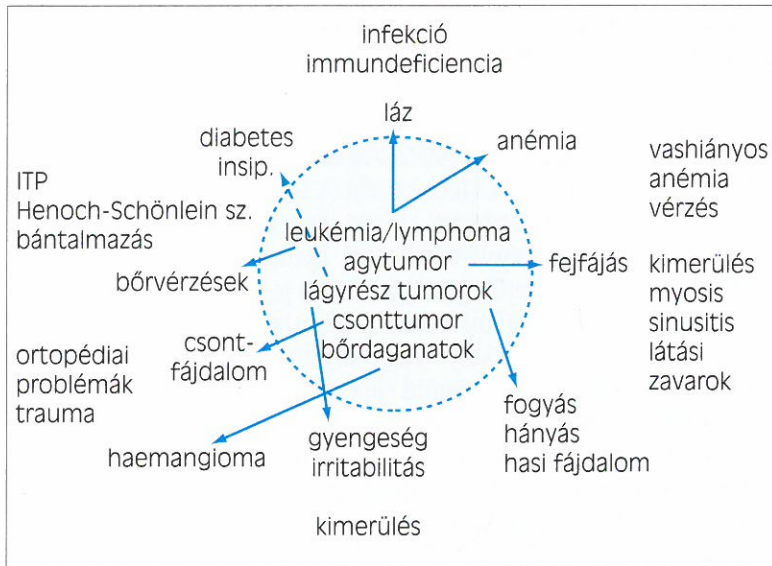 infekció
immundeficiencia
láz
diabetes
insip.
anémia
vashiányos
anémia
vérzés
ITP
Henoch-Schönlein sz.
bántalmazás
leukémia/lymphoma
agytumor
lágyrész tumorok
csonttumor
bőrdaganatok
bőrvérzések
fejfájás
kimerülés
myosis
sinusitis
látási
zavarok
ortopédiai
problémák
trauma
csont-
fájdalom
haemangioma
gyengeség
irritabilitás
fogyás
hányás
hasi fájdalom
kimerülés